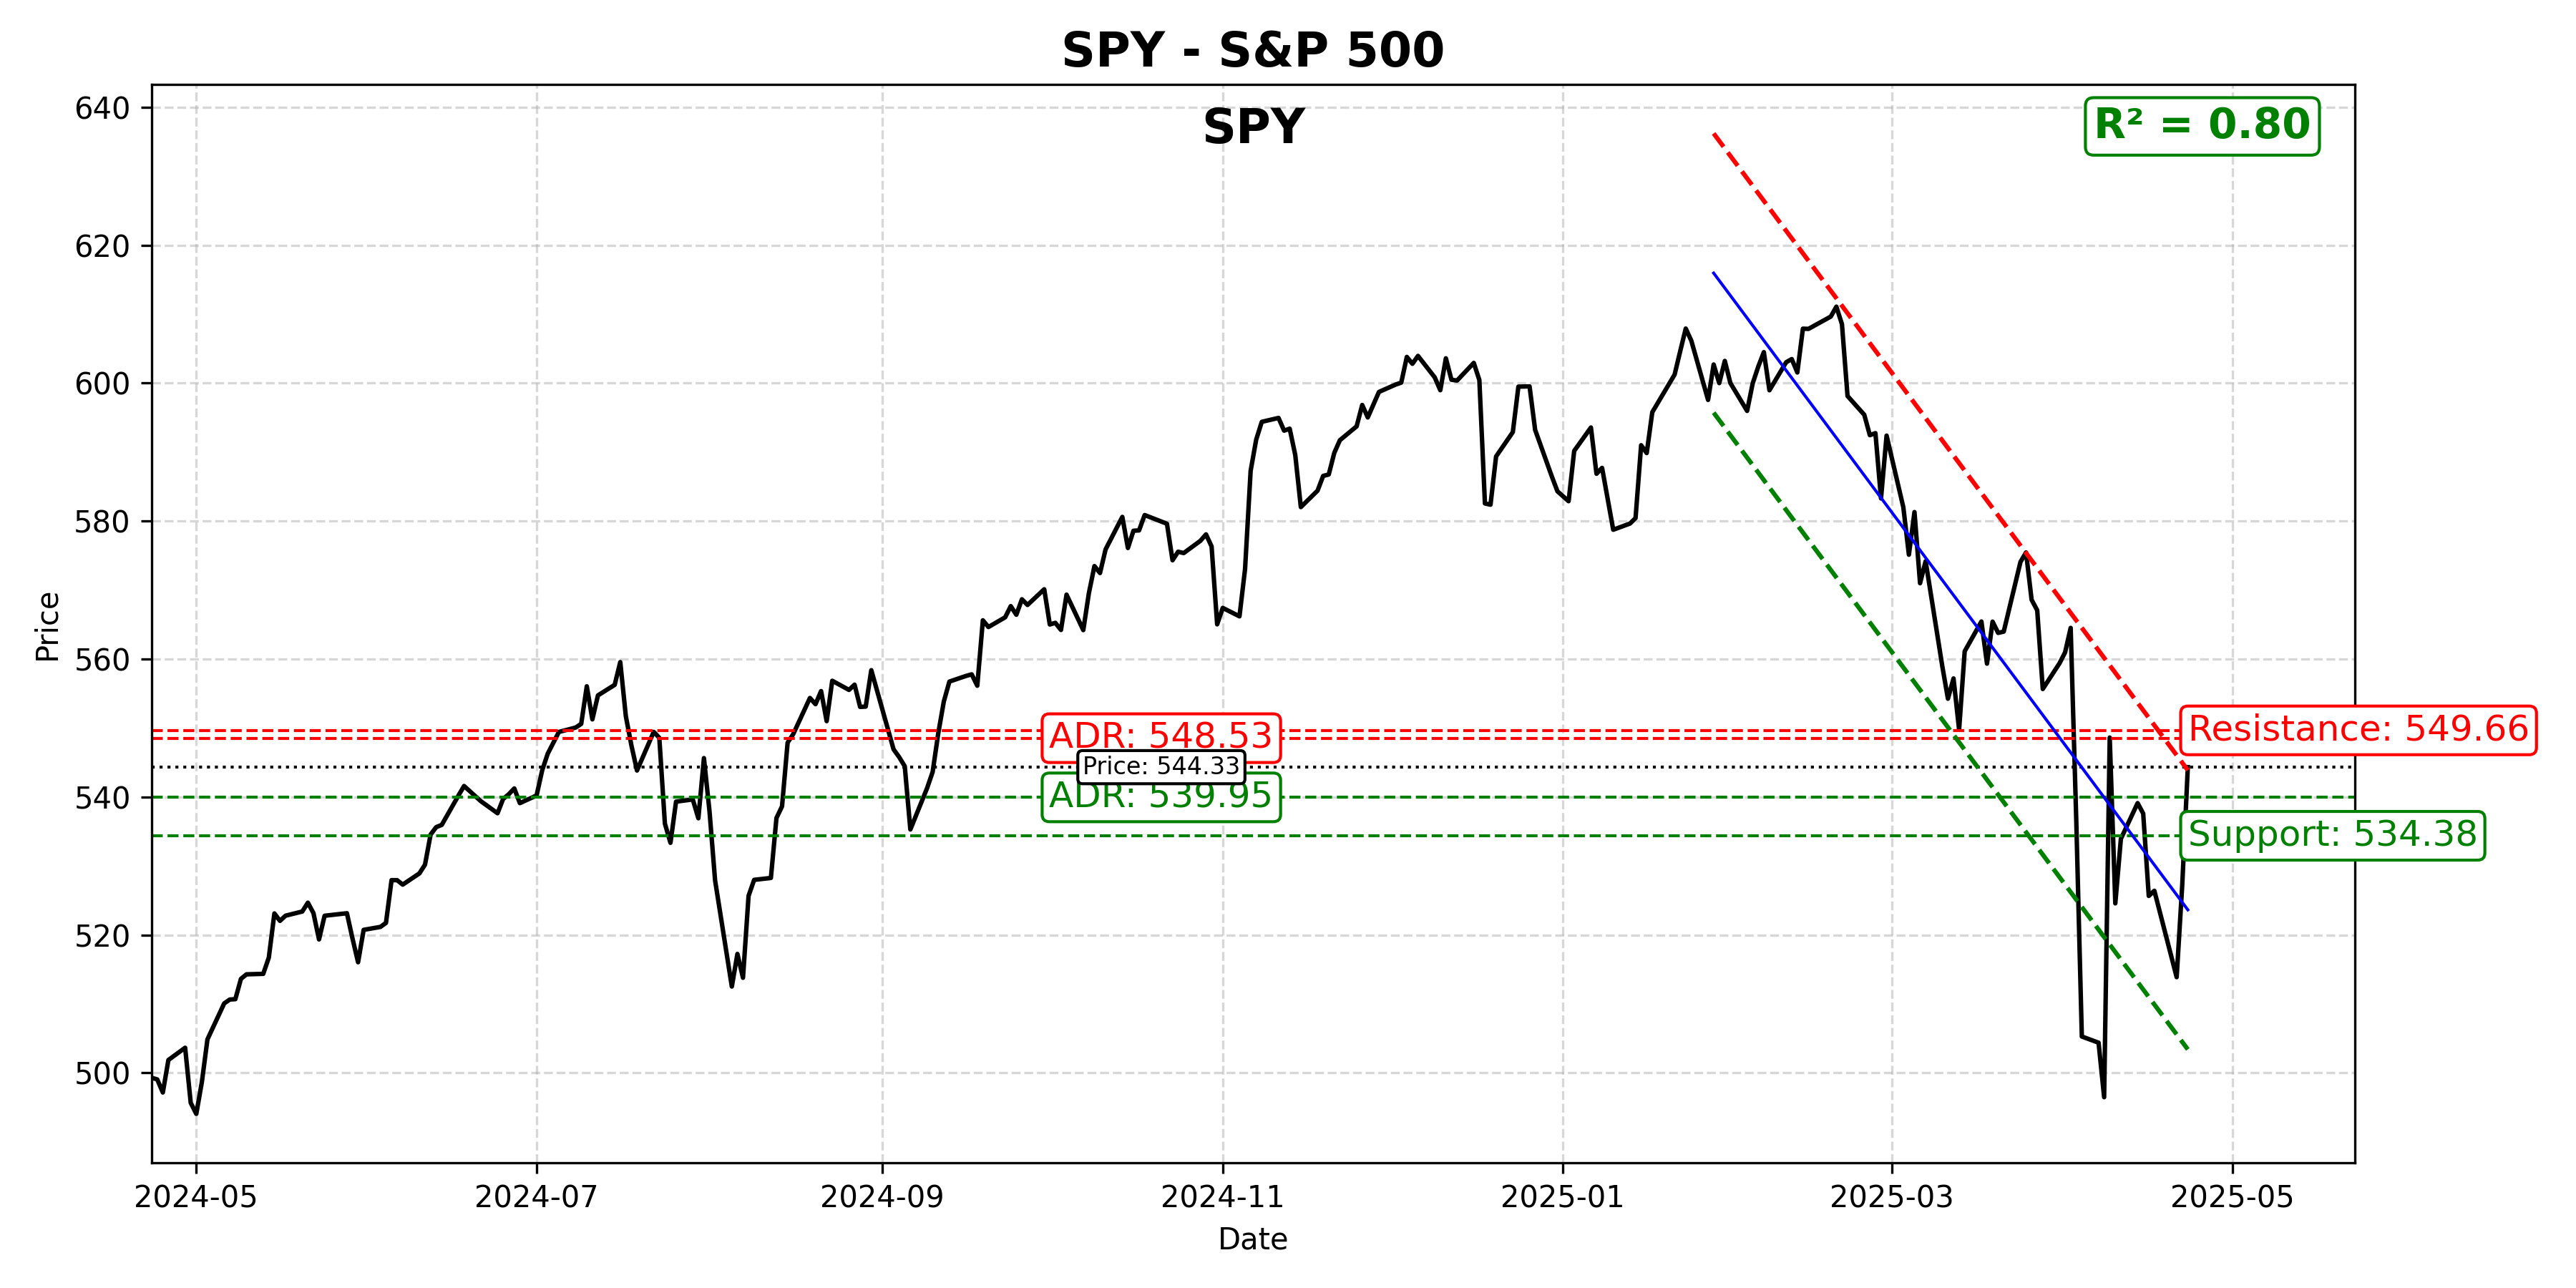 SPY - S&P 500
SPY
R² = 0.80
640
620
600
580
560
540
520
500
Price
ADR: 548.53
Price: 544.33
ADR: 539.95
Resistance: 549.66
Support: 534.38
2024-05
2024-07
2024-09
2024-11
2025-01
2025-03
2025-05
Date